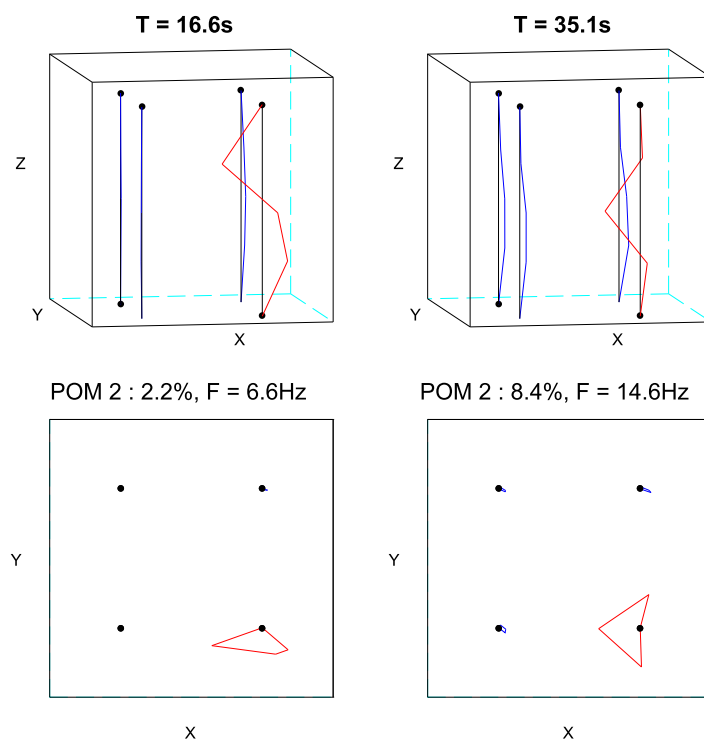 T = 16.6s
T = 35.1s
Z
Z
Y
Y
X
X
POM 2 : 2.2%, F = 6.6Hz
POM 2 : 8.4%, F = 14.6Hz
Y
Y
X
X